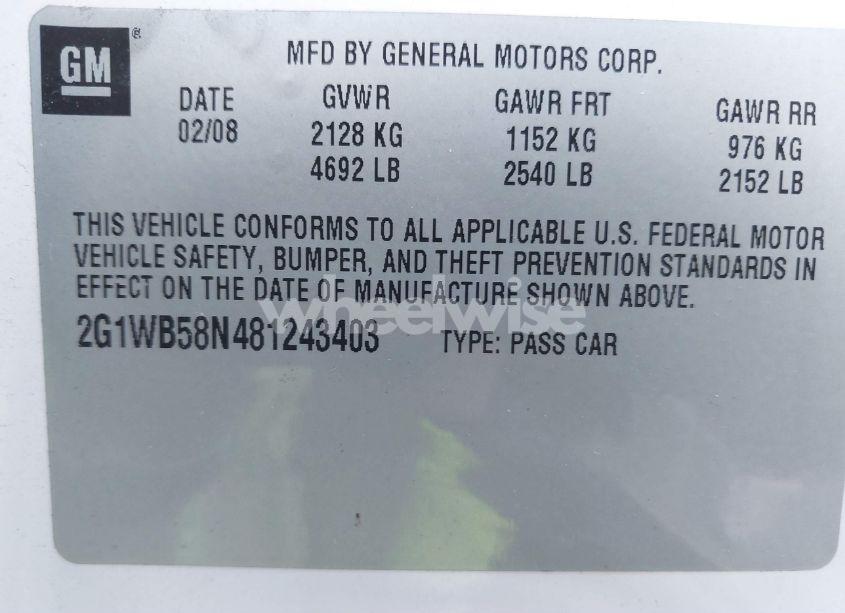 GM ®
MFD BY GENERAL MOTORS CORP.
DATE GVWR GAWR FRT GAWR RR
02/08 2128 KG 1152 KG 976 KG
4692 LB 2540 LB 2152 LB
THIS VEHICLE CONFORMS TO ALL APPLICABLE U.S. FEDERAL MOTOR
VEHICLE SAFETY, BUMPER, AND THEFT PREVENTION STANDARDS IN
EFFECT ON THE DATE OF MANUFACTURE SHOWN ABOVE.
wheelwise
2G1WB58N481243403 TYPE: PASS CAR